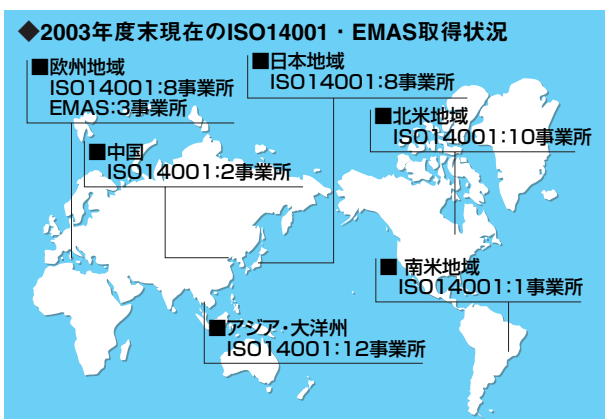 ◆2003年度末現在のISO14001・EMAS取得状況
■欧州地域
ISO14001:8事業所
EMAS:3事業所
■日本地域
ISO14001:8事業所
■北米地域
ISO14001:10事業所
■中国
ISO14001:2事業所
■南米地域
ISO14001:1事業所
■アジア・大洋州
ISO14001:12事業所